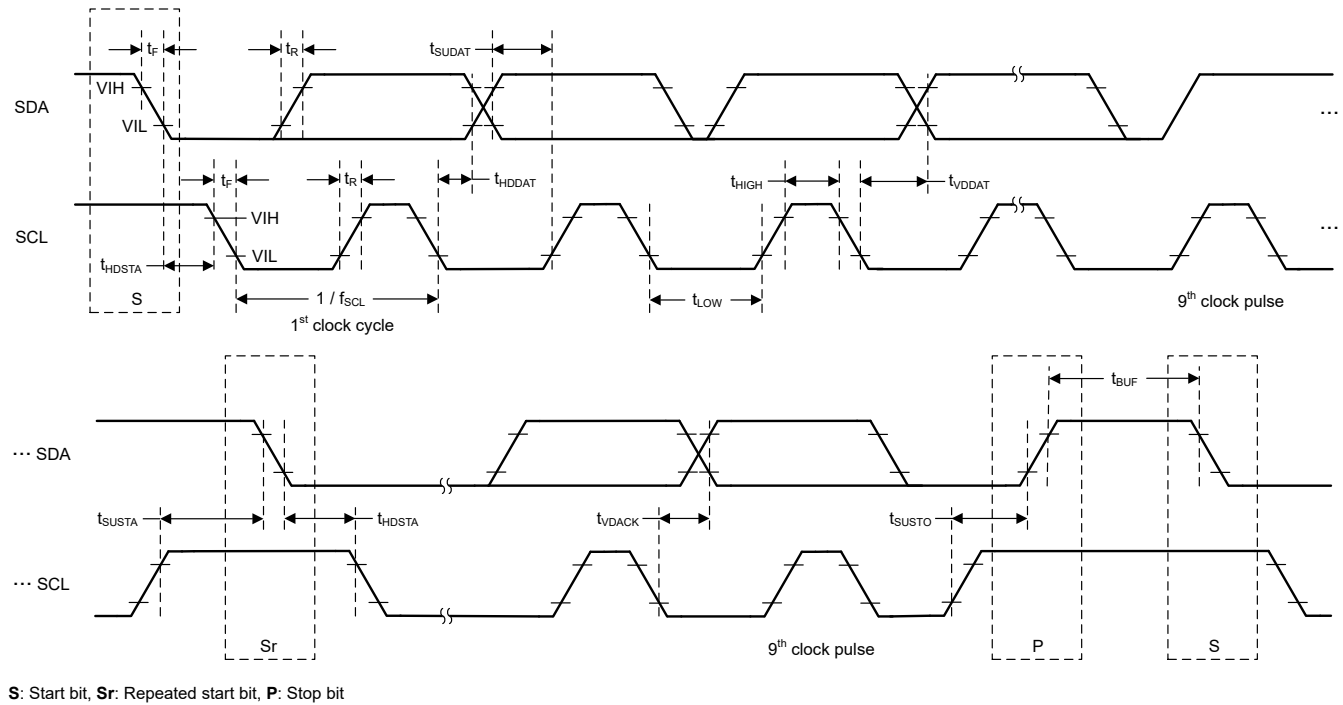 tF tR tSUDAT
VIH
SDA
VIL
...
tF tR tHDDAT tHIGH tVDDAT
VIH
SCL
...
VIL
tHDSTA
S
1 / fSCL
tLOW
9th clock pulse
1st clock cycle
tBUF
... SDA
tSUSTA tHDSTA tVDACK tSUSTO
... SCL
Sr
9th clock pulse
P
S
S: Start bit, Sr: Repeated start bit, P: Stop bit